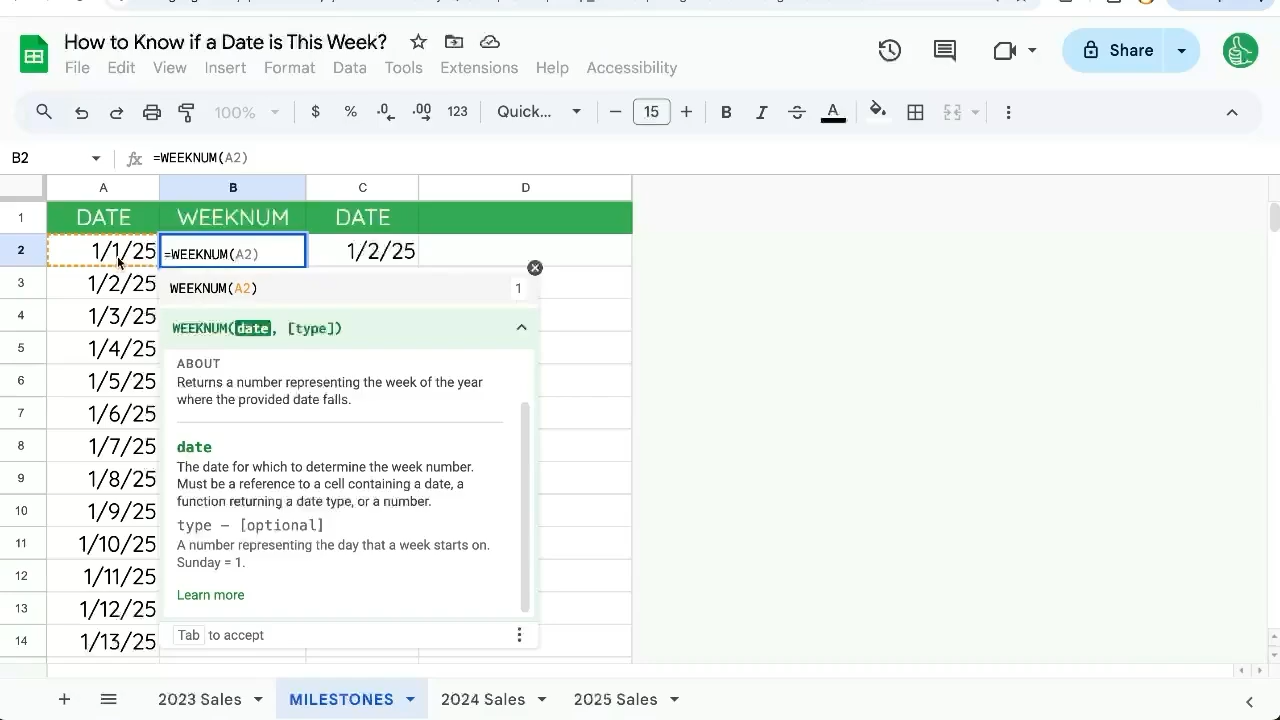 How to Know if a Date is This Week?
File Edit View Insert Format Data Tools Extensions Help Accessibility
Share
100% $ % .0 .00 123 Quick... 15 B I A
B2 fx =WEEKNUM(A2)
A B C D
1 DATE WEEKNUM DATE
2 1/1/25 =WEEKNUM(A2) 1/2/25
3 1/2/25 WEEKNUM(A2) 1
4 1/3/25 WEEKNUM(date, [type])
5 1/4/25
ABOUT
6 1/5/25 Returns a number representing the week of the year
where the provided date falls.
7 1/6/25
8 1/7/25 date
The date for which to determine the week number.
9 1/8/25 Must be a reference to a cell containing a date, a
function returning a date type, or a number.
10 1/9/25
type – [optional]
11 1/10/25 A number representing the day that a week starts on.
Sunday = 1.
12 1/11/25
Learn more
13 1/12/25
14 1/13/25 Tab to accept
2023 Sales MILESTONES 2024 Sales 2025 Sales